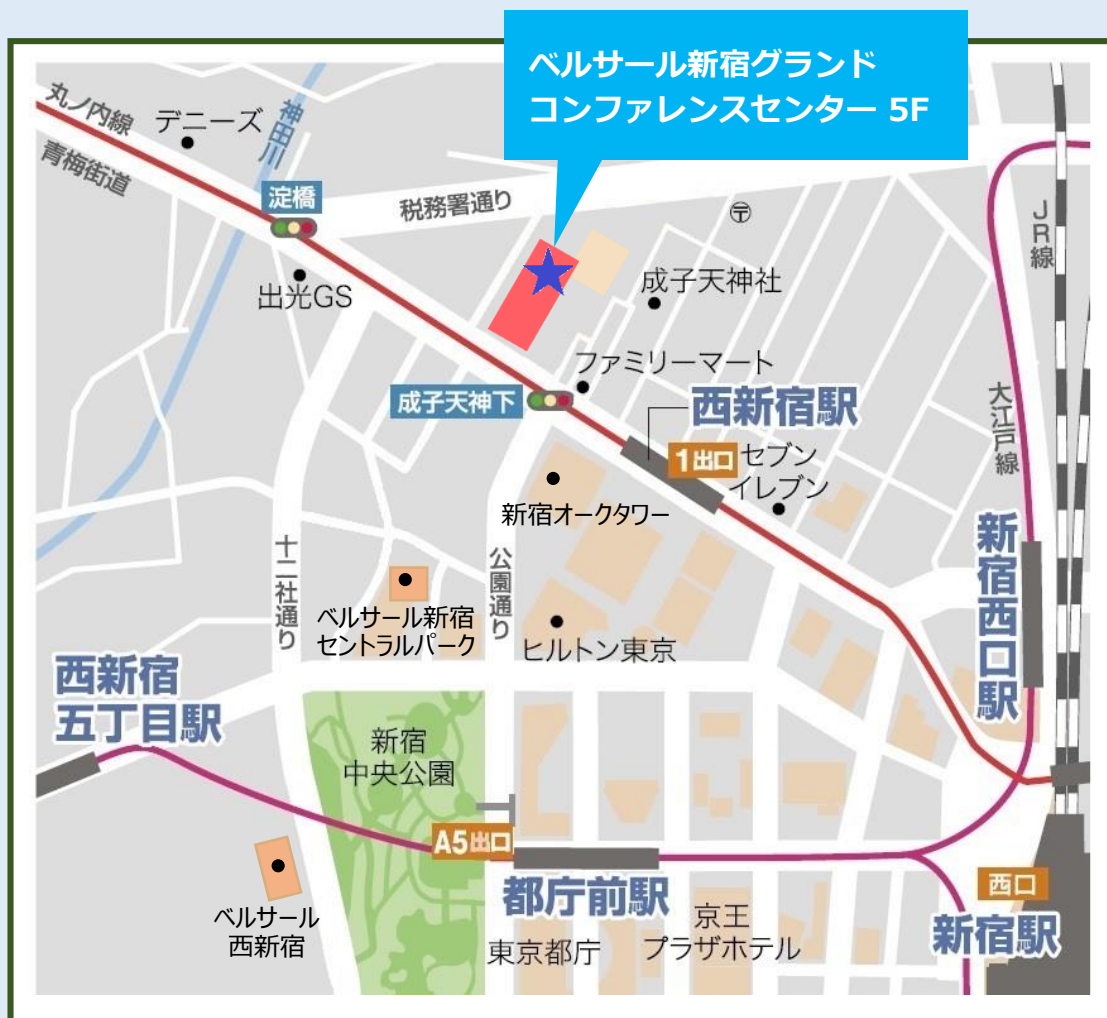 ベルサール新宿グランド
コンファレンスセンター 5F
丸ノ内線
デニーズ
神田川
青梅街道
淀橋
税務署通り
〒
JR線
出光GS
成子天神社
ファミリーマート
成子天神下
西新宿駅
大江戸線
1出口
セブン
イレブン
新宿オークタワー
新宿西口駅
十二社通り
公園通り
ベルサール新宿
セントラルパーク
ヒルトン東京
西新宿
五丁目駅
新宿
中央公園
A5出口
都庁前駅
西口
新宿駅
ベルサール
西新宿
東京都庁
京王
プラザホテル